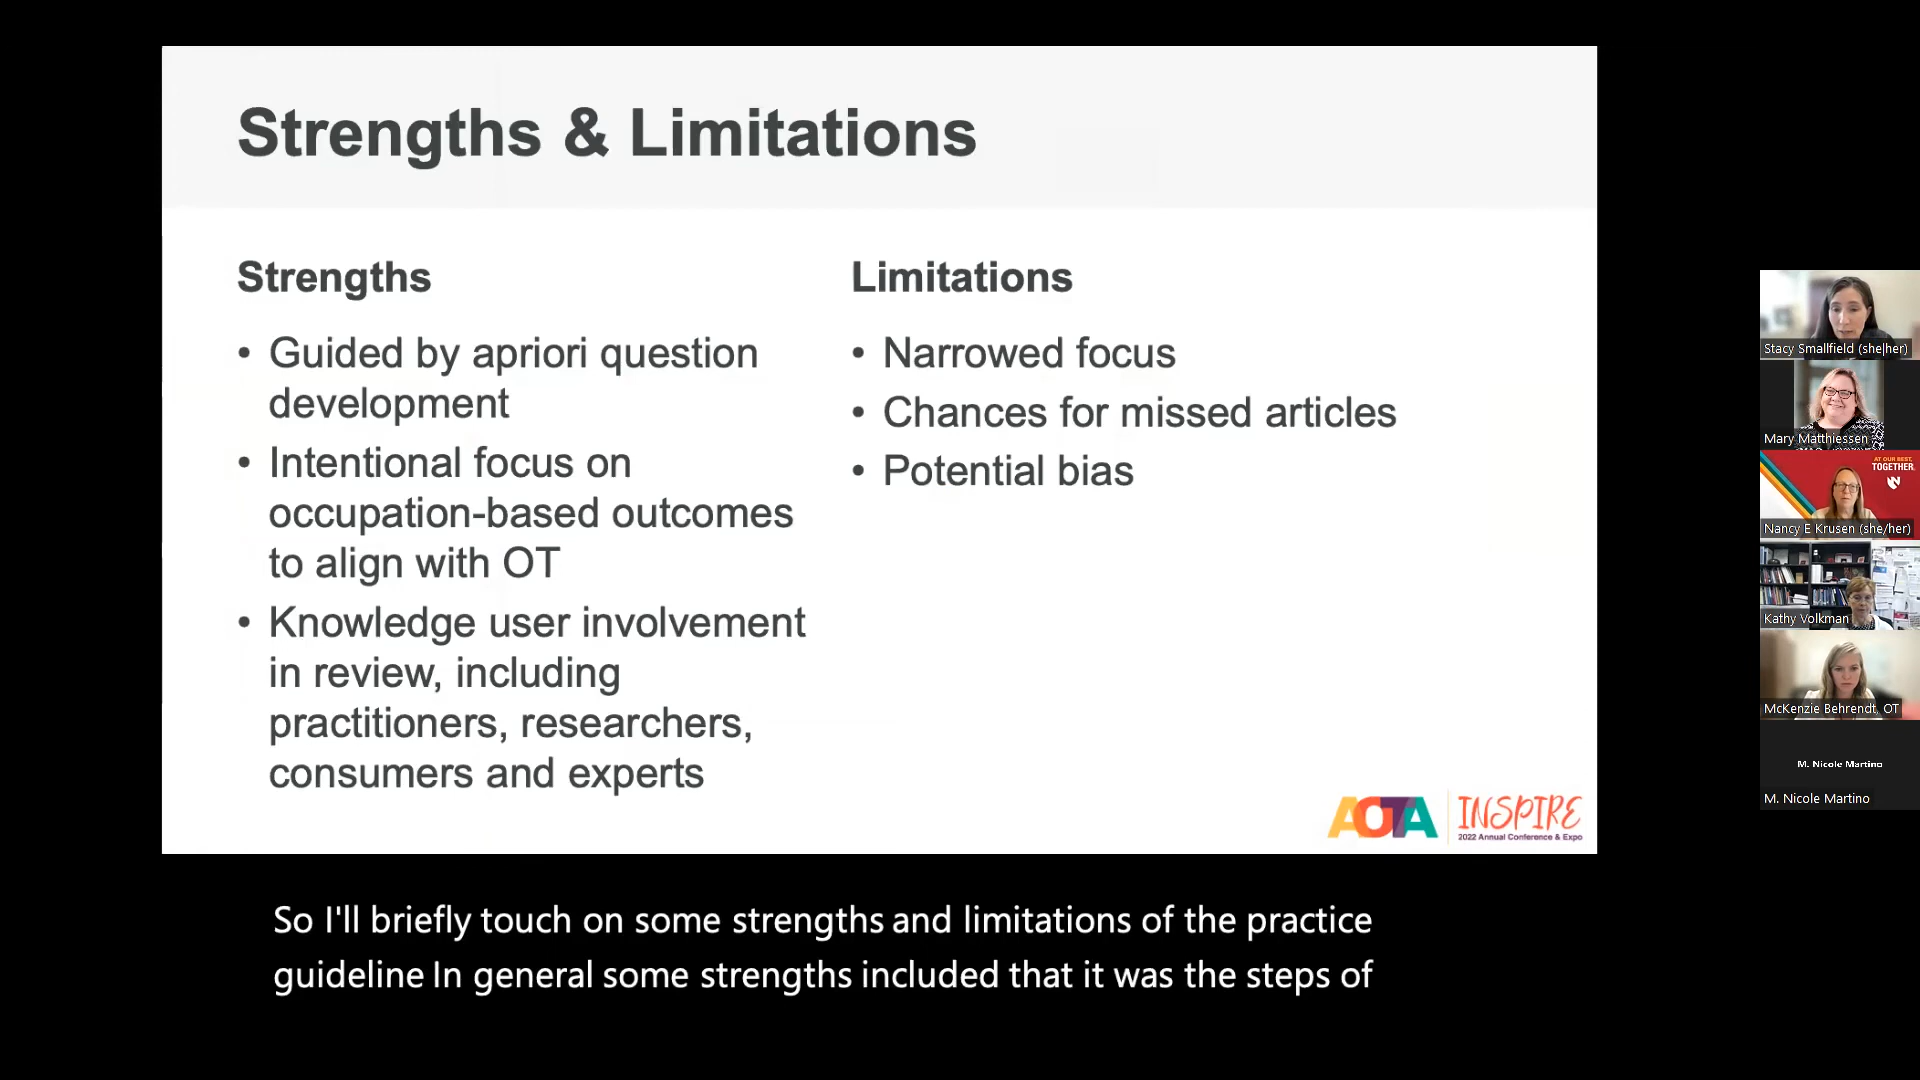 Strengths & Limitations
Strengths
• Guided by apriori question
development
• Intentional focus on
occupation-based outcomes
to align with OT
• Knowledge user involvement
in review, including
practitioners, researchers,
consumers and experts
Limitations
• Narrowed focus
• Chances for missed articles
• Potential bias
AOTA
INSPIRE
2022 Annual Conference & Expo
So I'll briefly touch on some strengths and limitations of the practice
guideline In general some strengths included that it was the steps of
Stacy Smallfield (she|her)
Mary Matthiessen
AT OUR BEST,
TOGETHER.
N
Nancy E Krusen (she/her)
Kathy Volkman
McKenzie Behrendt, OT
M. Nicole Martino
M. Nicole Martino